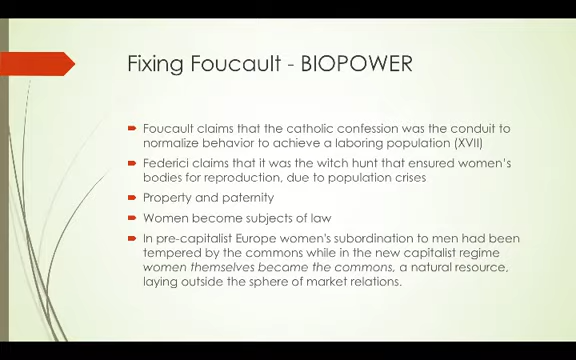 Fixing Foucault - BIOPOWER
Foucault claims that the catholic confession was the conduit to
normalize behavior to achieve a laboring population (XVII)
Federici claims that it was the witch hunt that ensured women's
bodies for reproduction, due to population crises
Property and paternity
Women become subjects of law
In pre-capitalist Europe women's subordination to men had been
tempered by the commons while in the new capitalist regime
women themselves became the commons, a natural resource,
laying outside the sphere of market relations.